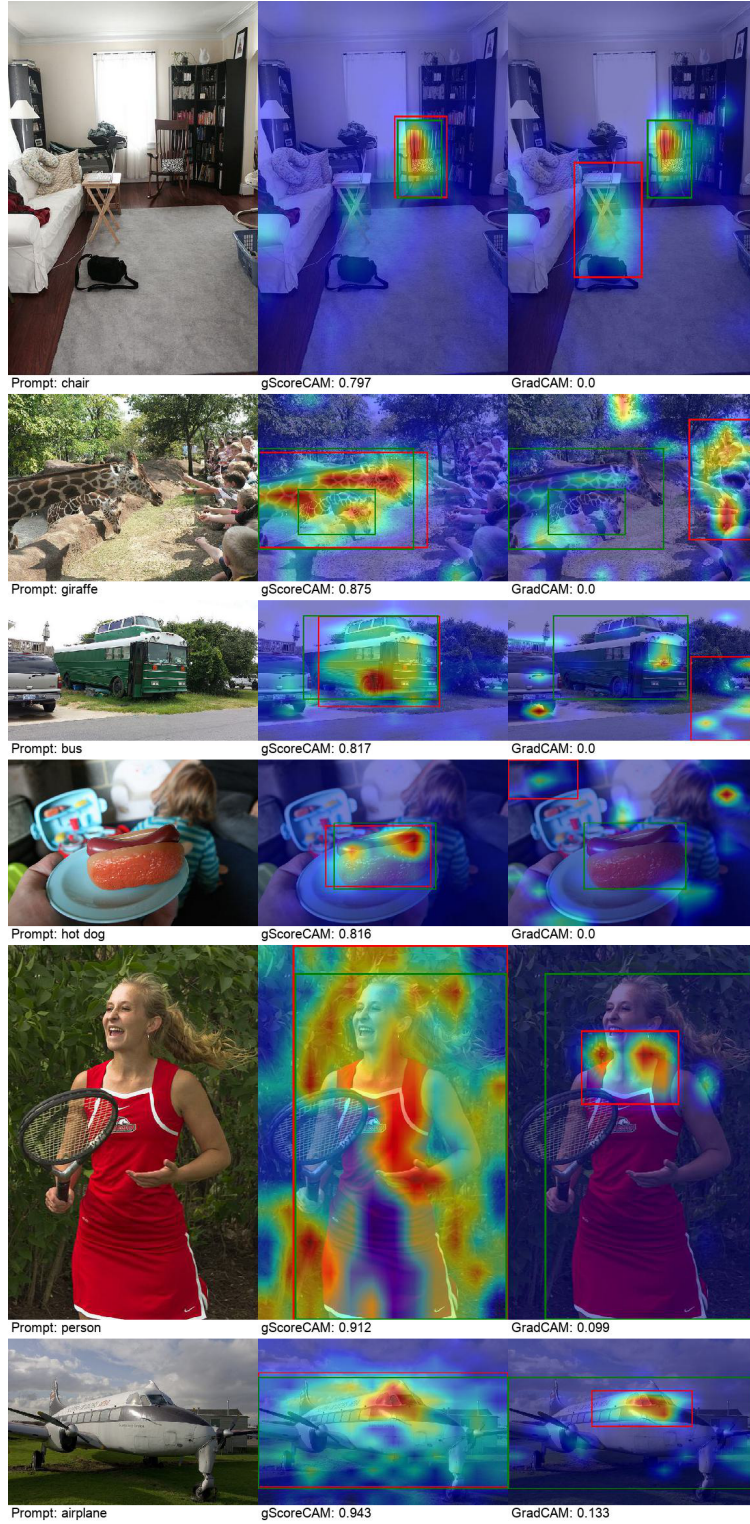 Prompt: chair gScoreCAM: 0.797 GradCAM: 0.0
Prompt: giraffe gScoreCAM: 0.875 GradCAM: 0.0
Prompt: bus gScoreCAM: 0.817 GradCAM: 0.0
Prompt: hot dog gScoreCAM: 0.816 GradCAM: 0.0
Prompt: person gScoreCAM: 0.912 GradCAM: 0.099
Prompt: airplane gScoreCAM: 0.943 GradCAM: 0.133